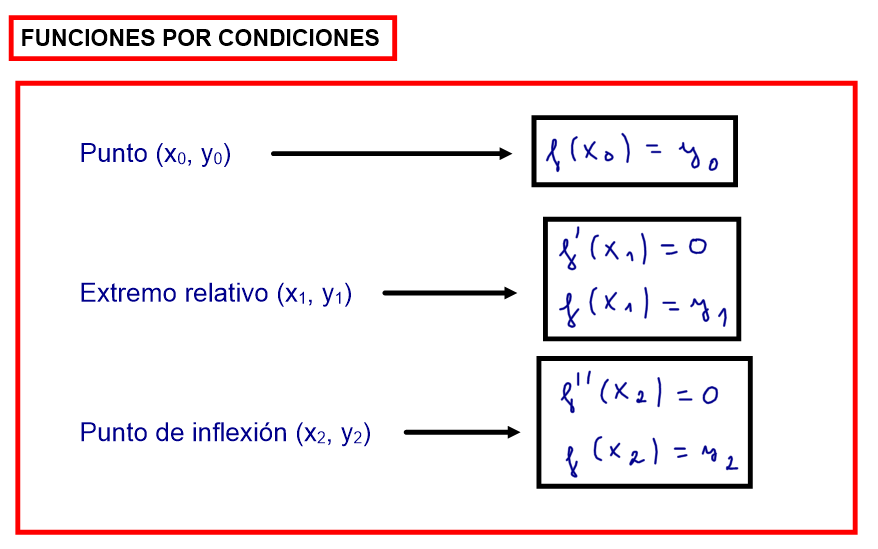 FUNCIONES POR CONDICIONES
Punto (x₀, y₀)
f(x₀) = y₀
Extremo relativo (x₁, y₁)
f'(x₁) = 0
f(x₁) = y₁
Punto de inflexión (x₂, y₂)
f''(x₂) = 0
f(x₂) = y₂